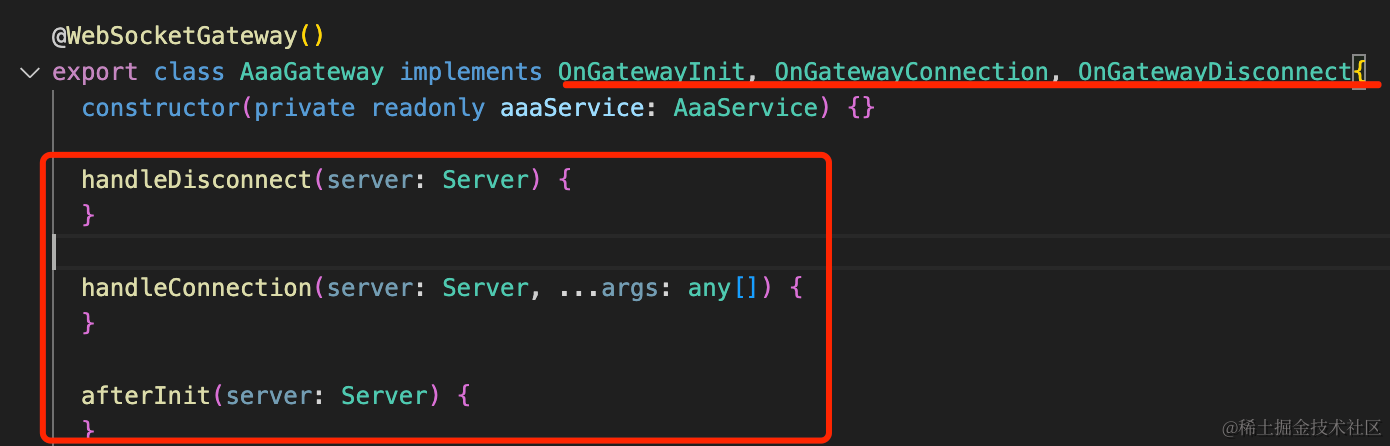 @WebSocketGateway()
export class AaaGateway implements OnGatewayInit, OnGatewayConnection, OnGatewayDisconnect{
constructor(private readonly aaaService: AaaService) {}
handleDisconnect(server: Server) {
}
handleConnection(server: Server, ...args: any[]) {
}
afterInit(server: Server) {
}
@稀土掘金技术社区